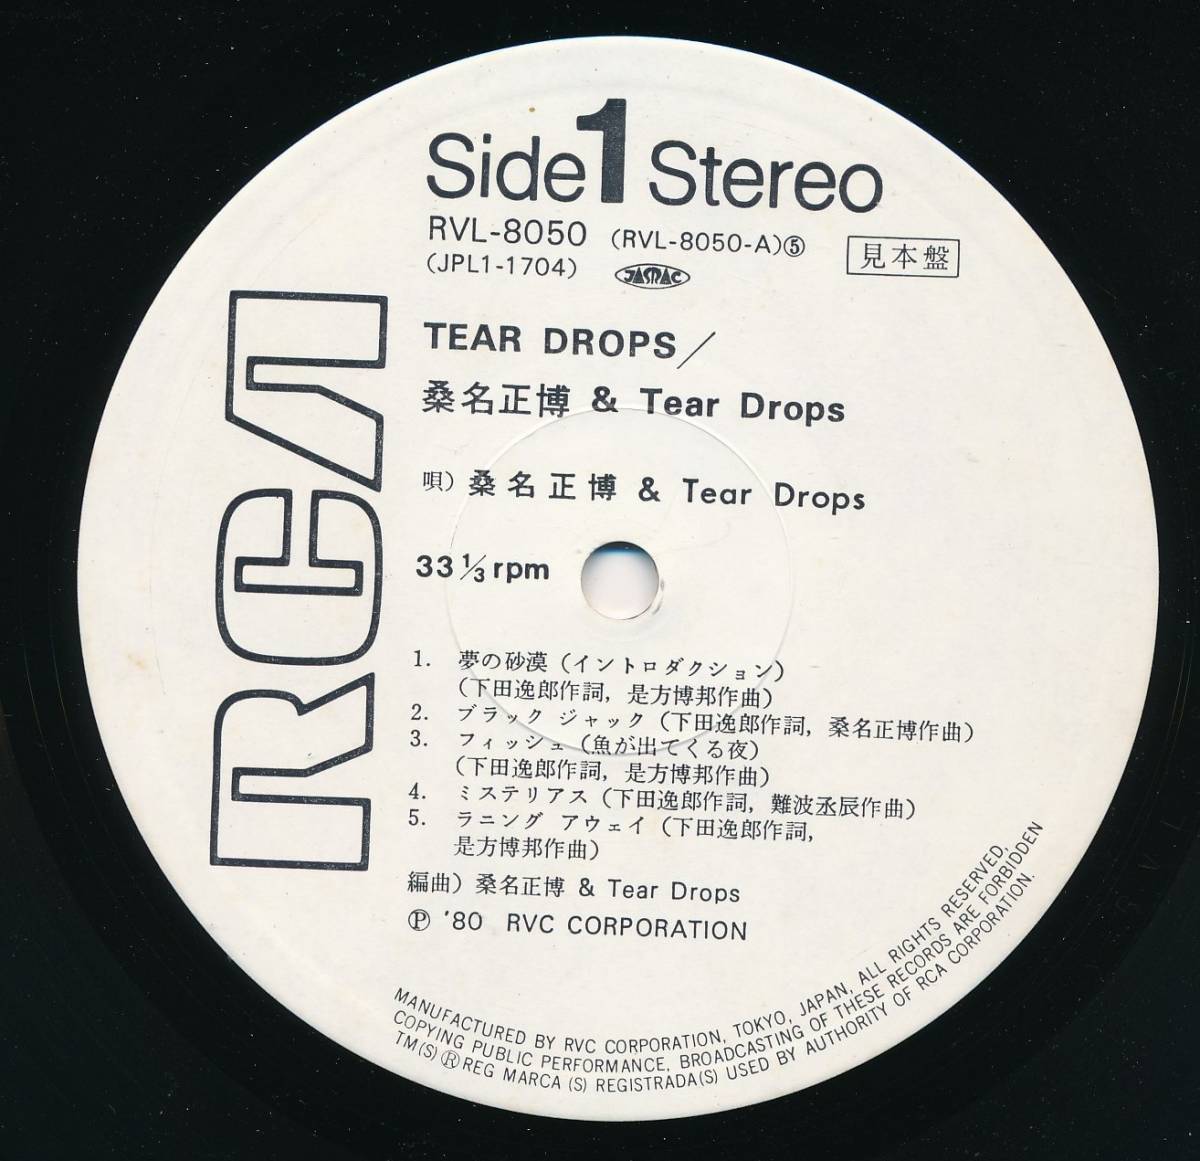 Side 1 Stereo
RVL-8050 (RVL-8050-A)⑤
見本盤
(JPL1-1704)
JASRAC
RCA
TEAR DROPS/
桑名正博 & Tear Drops
唄) 桑名正博 & Tear Drops
33 1/3 rpm
1. 夢の砂漠 (イントロダクション)
(下田逸郎作詞, 是方博邦作曲)
2. ブラック ジャック (下田逸郎作詞, 桑名正博作曲)
3. フィッシュ (魚が出てくる夜)
(下田逸郎作詞, 是方博邦作曲)
4. ミステリアス (下田逸郎作詞, 難波丞辰作曲)
5. ラニング アウェイ (下田逸郎作詞,
是方博邦作曲)
編曲) 桑名正博 & Tear Drops
Ⓟ '80 RVC CORPORATION
MANUFACTURED BY RVC CORPORATION, TOKYO, JAPAN, ALL RIGHTS RESERVED,
COPYING PUBLIC PERFORMANCE, BROADCASTING OF THESE RECORDS ARE FORBIDDEN
TM(S) ® REG MARCA (S) REGISTRADA(S) USED BY AUTHORITY OF RCA CORPORATION.